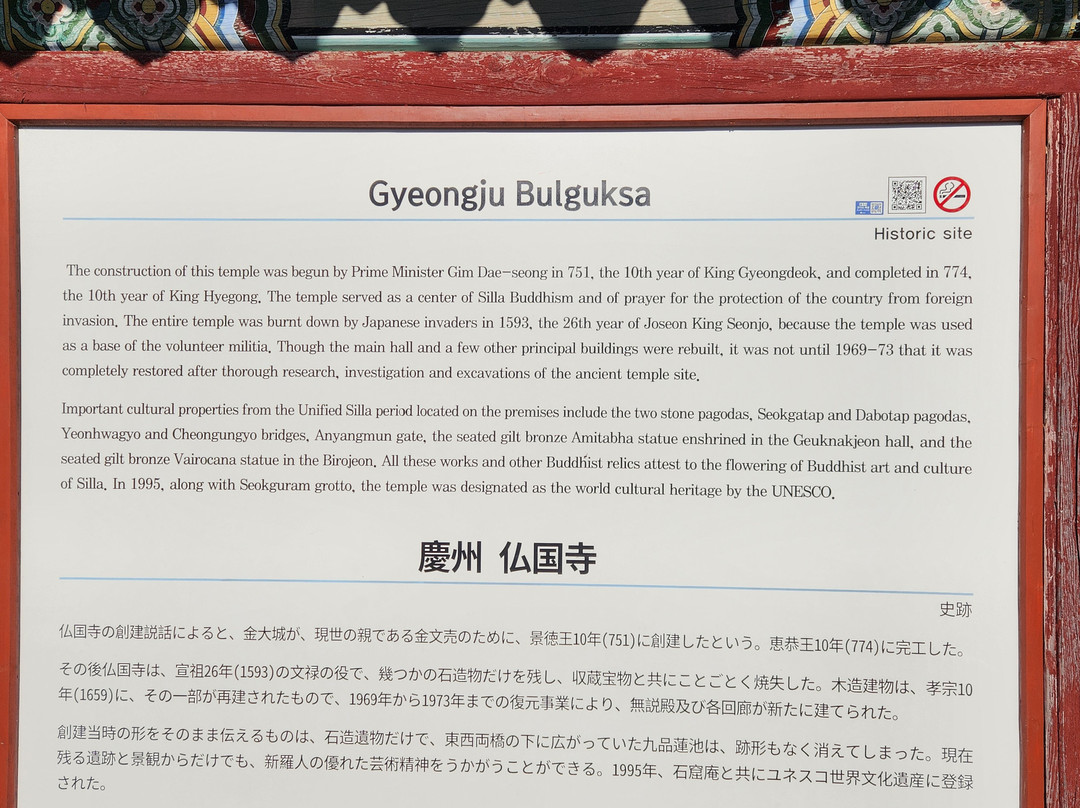 Gyeongju Bulguksa
Historic site
The construction of this temple was begun by Prime Minister Gim Dae-seong in 751, the 10th year of King Gyeongdeok, and completed in 774,
the 10th year of King Hyegong. The temple served as a center of Silla Buddhism and of prayer for the protection of the country from foreign
invasion. The entire temple was burnt down by Japanese invaders in 1593, the 26th year of Joseon King Seonjo, because the temple was used
as a base of the volunteer militia. Though the main hall and a few other principal buildings were rebuilt, it was not until 1969-73 that it was
completely restored after thorough research, investigation and excavations of the ancient temple site.
Important cultural properties from the Unified Silla period located on the premises include the two stone pagodas, Seokgatap and Dabotap pagodas,
Yeonhwagyo and Cheongungyo bridges, Anyangmun gate, the seated gilt bronze Amitabha statue enshrined in the Geuknakjeon hall, and the
seated gilt bronze Vairocana statue in the Birojeon. All these works and other Buddhist relics attest to the flowering of Buddhist art and culture
of Silla. In 1995, along with Seokguram grotto, the temple was designated as the world cultural heritage by the UNESCO.
慶州 仏国寺
史跡
仏国寺の創建説話によると、金大城が、現世の親である金文売のために、景徳王10年(751)に創建したという。恵恭王10年(774)に完工した。
その後仏国寺は、宣祖26年(1593)の文禄の役で、幾つかの石造物だけを残し、収蔵宝物と共にことごとく焼失した。木造建物は、孝宗10
年(1659)に、その一部が再建されたもので、1969年から1973年までの復元事業により、無説殿及び各回廊が新たに建てられた。
創建当時の形をそのまま伝えるものは、石造遺物だけで、東西両橋の下に広がっていた九品蓮池は、跡形もなく消えてしまった。現在
残る遺跡と景観からだけでも、新羅人の優れた芸術精神をうかがうことができる。1995年、石窟庵と共にユネスコ世界文化遺産に登録
された。